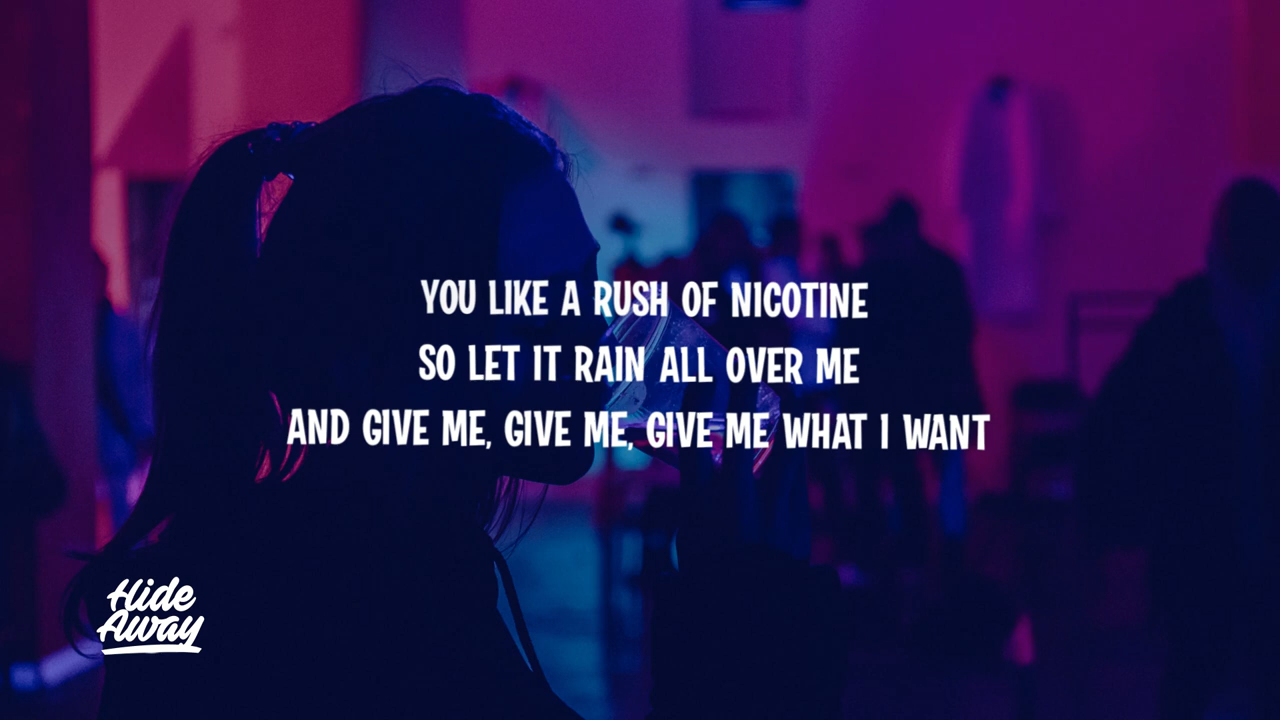 YOU LIKE A RUSH OF NICOTINE
SO LET IT RAIN ALL OVER ME
AND GIVE ME, GIVE ME, GIVE ME WHAT I WANT
Hide
Away